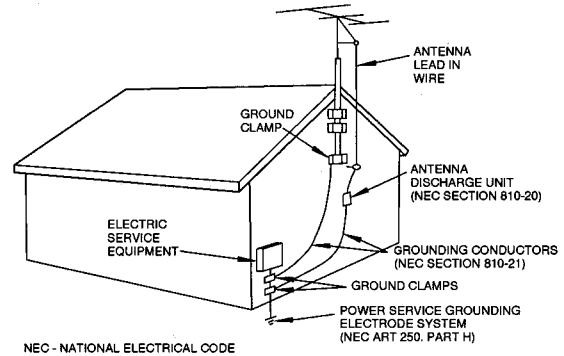 ANTENNA
LEAD IN
WIRE
GROUND
CLAMP
ANTENNA
DISCHARGE UNIT
(NEC SECTION 810-20)
ELECTRIC
SERVICE
EQUIPMENT
GROUNDING CONDUCTORS
(NEC SECTION 810-21)
GROUND CLAMPS
POWER SERVICE GROUNDING
ELECTRODE SYSTEM
(NEC ART 250. PART H)
NEC - NATIONAL ELECTRICAL CODE